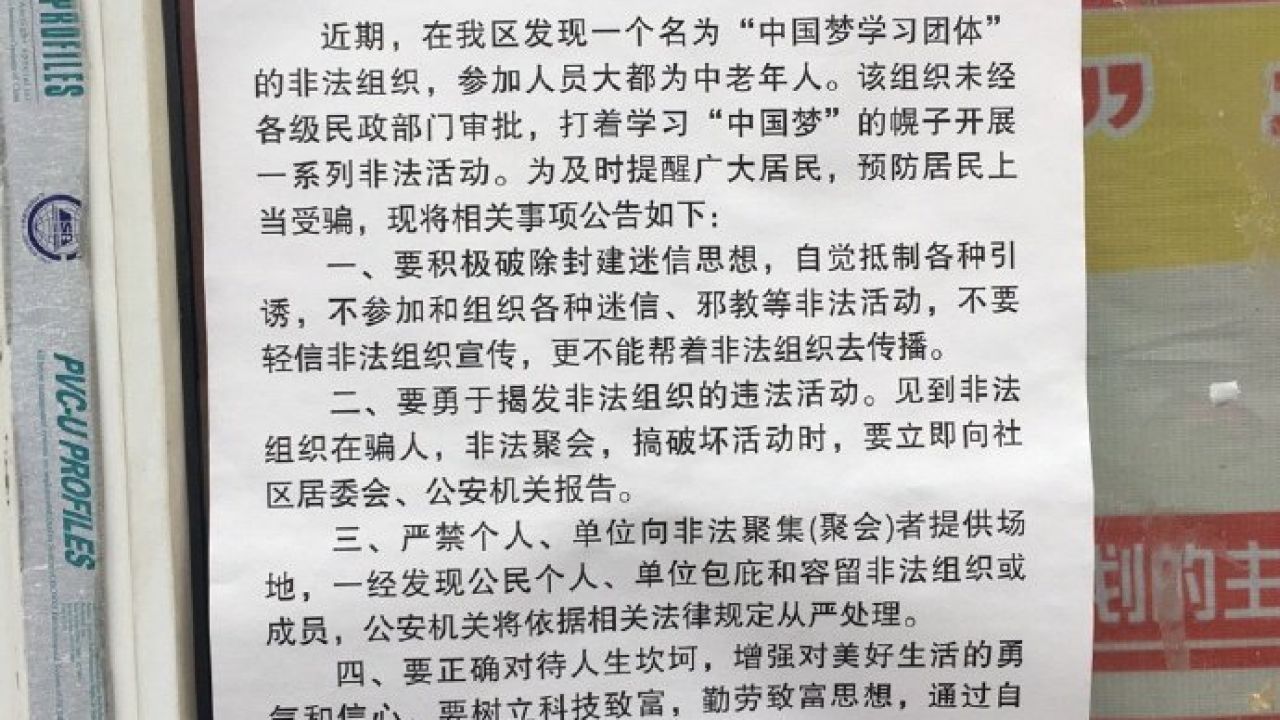 近期，在我区发现一个名为“中国梦学习团体”
的非法组织，参加人员大都为中老年人。该组织未经
各级民政部门审批，打着学习“中国梦”的幌子开展
一系列非法活动。为及时提醒广大居民，预防居民上
当受骗，现将相关事项公告如下：
一、要积极破除封建迷信思想，自觉抵制各种引
诱，不参加和组织各种迷信、邪教等非法活动，不要
轻信非法组织宣传，更不能帮着非法组织去传播。
二、要勇于揭发非法组织的违法活动。见到非法
组织在骗人，非法聚会，搞破坏活动时，要立即向社
区居委会、公安机关报告。
三、严禁个人、单位向非法聚集(聚会)者提供场
地，一经发现公民个人、单位包庇和容留非法组织或
成员，公安机关将依据相关法律规定从严处理。
四、要正确对待人生坎坷，增强对美好生活的勇
气和信心，要树立科技致富，勤劳致富思想，通过自
PROFILES
PVC-U PROFILES
划的主